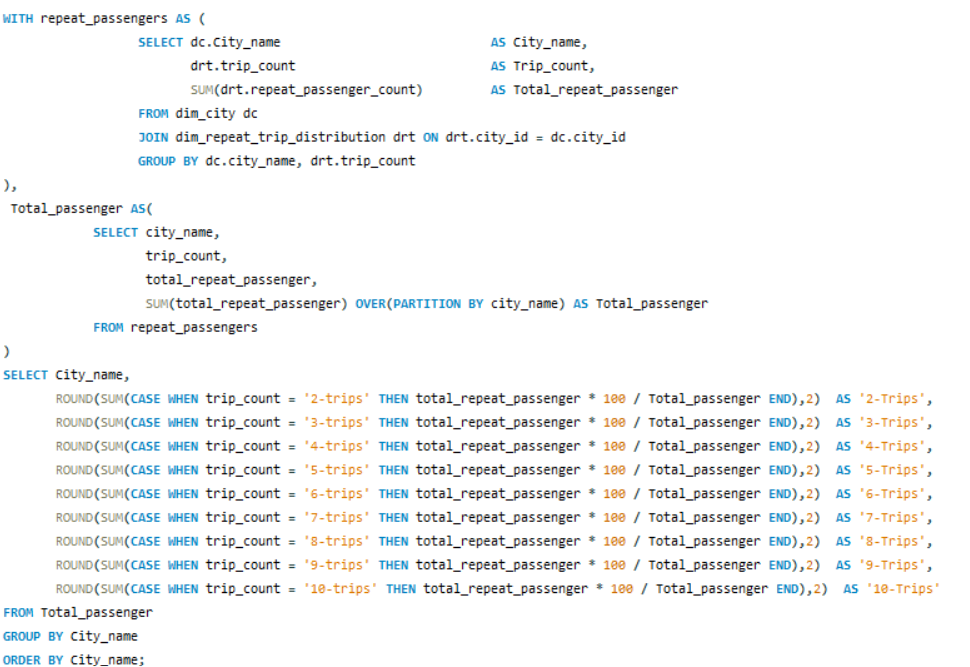 WITH repeat_passengers AS (
SELECT dc.City_name AS City_name,
drt.trip_count AS Trip_count,
SUM(drt.repeat_passenger_count) AS Total_repeat_passenger
FROM dim_city dc
JOIN dim_repeat_trip_distribution drt ON drt.city_id = dc.city_id
GROUP BY dc.city_name, drt.trip_count
),
Total_passenger AS(
SELECT city_name,
trip_count,
total_repeat_passenger,
SUM(total_repeat_passenger) OVER(PARTITION BY city_name) AS Total_passenger
FROM repeat_passengers
)
SELECT City_name,
ROUND(SUM(CASE WHEN trip_count = '2-trips' THEN total_repeat_passenger * 100 / Total_passenger END),2) AS '2-Trips',
ROUND(SUM(CASE WHEN trip_count = '3-trips' THEN total_repeat_passenger * 100 / Total_passenger END),2) AS '3-Trips',
ROUND(SUM(CASE WHEN trip_count = '4-trips' THEN total_repeat_passenger * 100 / Total_passenger END),2) AS '4-Trips',
ROUND(SUM(CASE WHEN trip_count = '5-trips' THEN total_repeat_passenger * 100 / Total_passenger END),2) AS '5-Trips',
ROUND(SUM(CASE WHEN trip_count = '6-trips' THEN total_repeat_passenger * 100 / Total_passenger END),2) AS '6-Trips',
ROUND(SUM(CASE WHEN trip_count = '7-trips' THEN total_repeat_passenger * 100 / Total_passenger END),2) AS '7-Trips',
ROUND(SUM(CASE WHEN trip_count = '8-trips' THEN total_repeat_passenger * 100 / Total_passenger END),2) AS '8-Trips',
ROUND(SUM(CASE WHEN trip_count = '9-trips' THEN total_repeat_passenger * 100 / Total_passenger END),2) AS '9-Trips',
ROUND(SUM(CASE WHEN trip_count = '10-trips' THEN total_repeat_passenger * 100 / Total_passenger END),2) AS '10-Trips'
FROM Total_passenger
GROUP BY City_name
ORDER BY City_name;